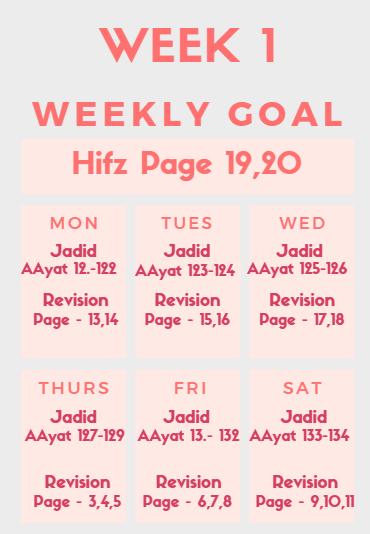 WEEK 1
WEEKLY GOAL
Hifz Page 19,20
MON
Jadid
AAyat 12.-122
Revision
Page - 13,14
TUES
Jadid
AAyat 123-124
Revision
Page - 15,16
WED
Jadid
AAyat 125-126
Revision
Page - 17,18
THURS
Jadid
AAyat 127-129
Revision
Page - 3,4,5
FRI
Jadid
AAyat 13.- 132
Revision
Page - 6,7,8
SAT
Jadid
AAyat 133-134
Revision
Page - 9,10,11